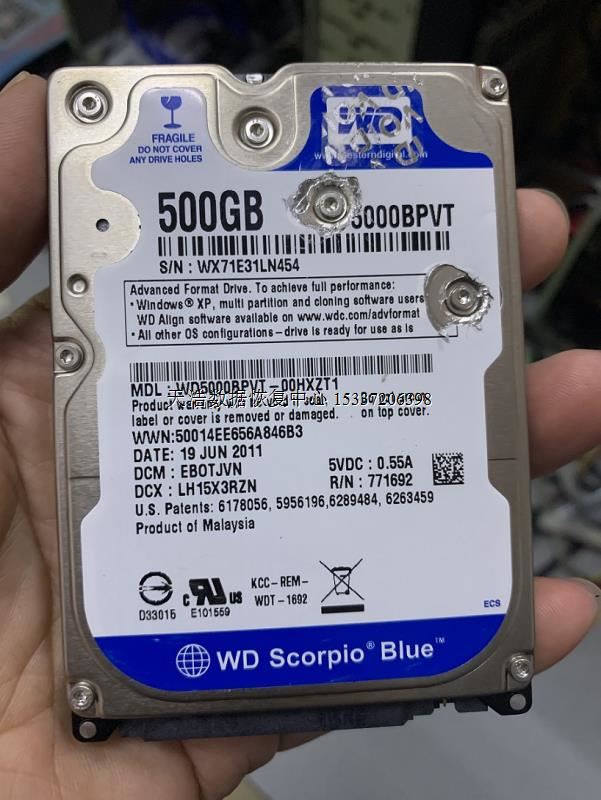 FRAGILE
DO NOT COVER
ANY DRIVE HOLES
WD
www.westerndigital.com
500GB
5000BPVT
S/N : WX71E31LN454
Advanced Format Drive. To achieve full performance:
• Windows® XP, multi partition and cloning software users
WD Align software available on www.wdc.com/advformat
• All other OS configurations – drive is ready for use as is
MDL : WD5000BPVT-00HXZT1
天浩数据恢复中心 15337206398
Product
label or cover is removed or damaged. on top cover.
WWN:50014EE656A846B3
DATE: 19 JUN 2011
DCM : EBOTJVN
5VDC : 0.55A
DCX : LH15X3RZN
R/N : 771692
U.S. Patents: 6178056, 5956196,6289484, 6263459
Product of Malaysia
D33015
c RU US
E101559
KCC-REM-
WDT-1692
ECS
WD Scorpio® Blue™